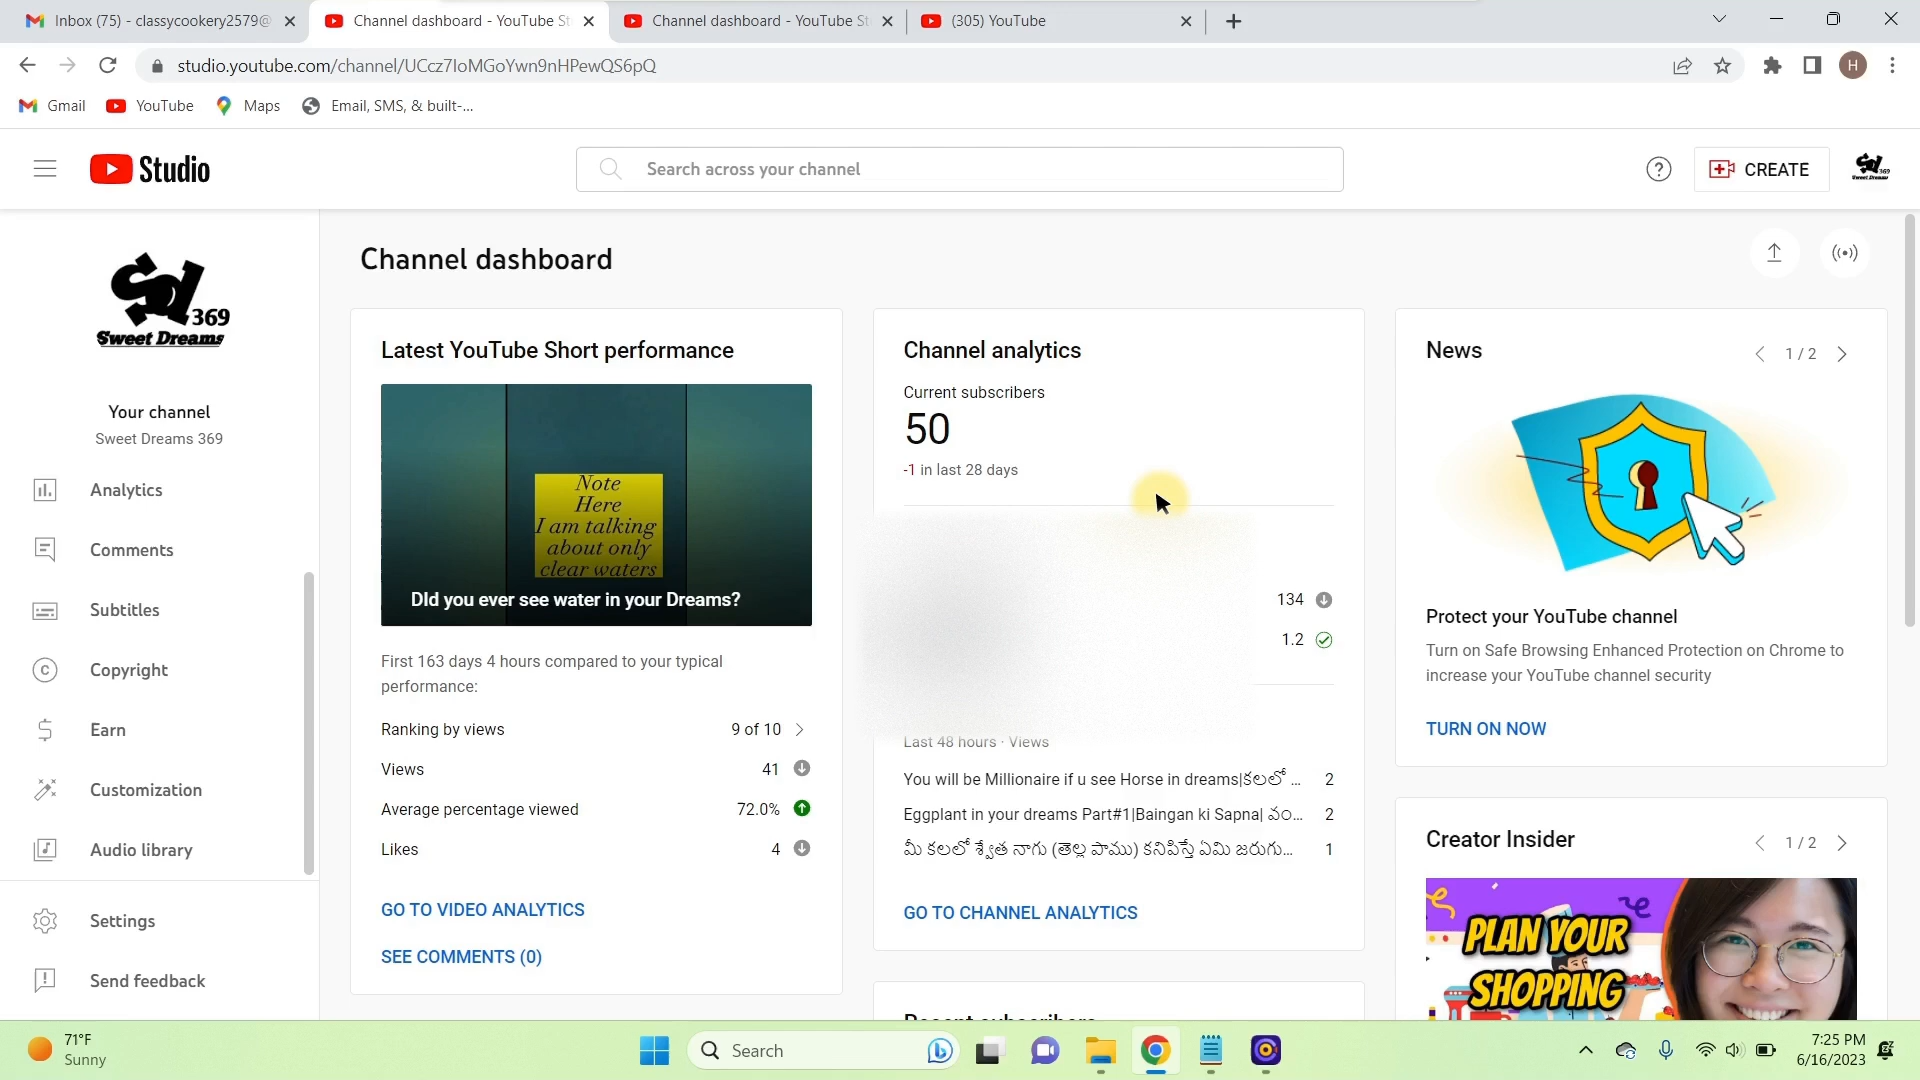 Inbox (75) - classycookery2579@
Channel dashboard - YouTube St
Channel dashboard - YouTube St
(305) YouTube
studio.youtube.com/channel/UCcz7IoMGoYwn9nHPewQS6pQ
H
Gmail
YouTube
Maps
Email, SMS, & built-...
Studio
Search across your channel
CREATE
Sd 369
Sweet Dreams
Your channel
Sweet Dreams 369
Analytics
Comments
Subtitles
Copyright
Earn
Customization
Audio library
Settings
Send feedback
Channel dashboard
Latest YouTube Short performance
Note
Here
I am talking
about only
clear waters
DId you ever see water in your Dreams?
First 163 days 4 hours compared to your typical
performance:
Ranking by views 9 of 10
Views 41
Average percentage viewed 72.0%
Likes 4
GO TO VIDEO ANALYTICS
SEE COMMENTS (0)
Channel analytics
Current subscribers
50
-1 in last 28 days
134
1.2
Last 48 hours · Views
You will be Millionaire if u see Horse in dreams|కలలో ... 2
Eggplant in your dreams Part#1|Baingan ki Sapna| వం... 2
మీ కలలో శ్వేత నాగు (తెల్ల పాము) కనిపిస్తే ఏమి జరుగు... 1
GO TO CHANNEL ANALYTICS
News
1 / 2
Protect your YouTube channel
Turn on Safe Browsing Enhanced Protection on Chrome to
increase your YouTube channel security
TURN ON NOW
Creator Insider
1 / 2
PLAN YOUR
SHOPPING
71°F
Sunny
Search
7:25 PM
6/16/2023